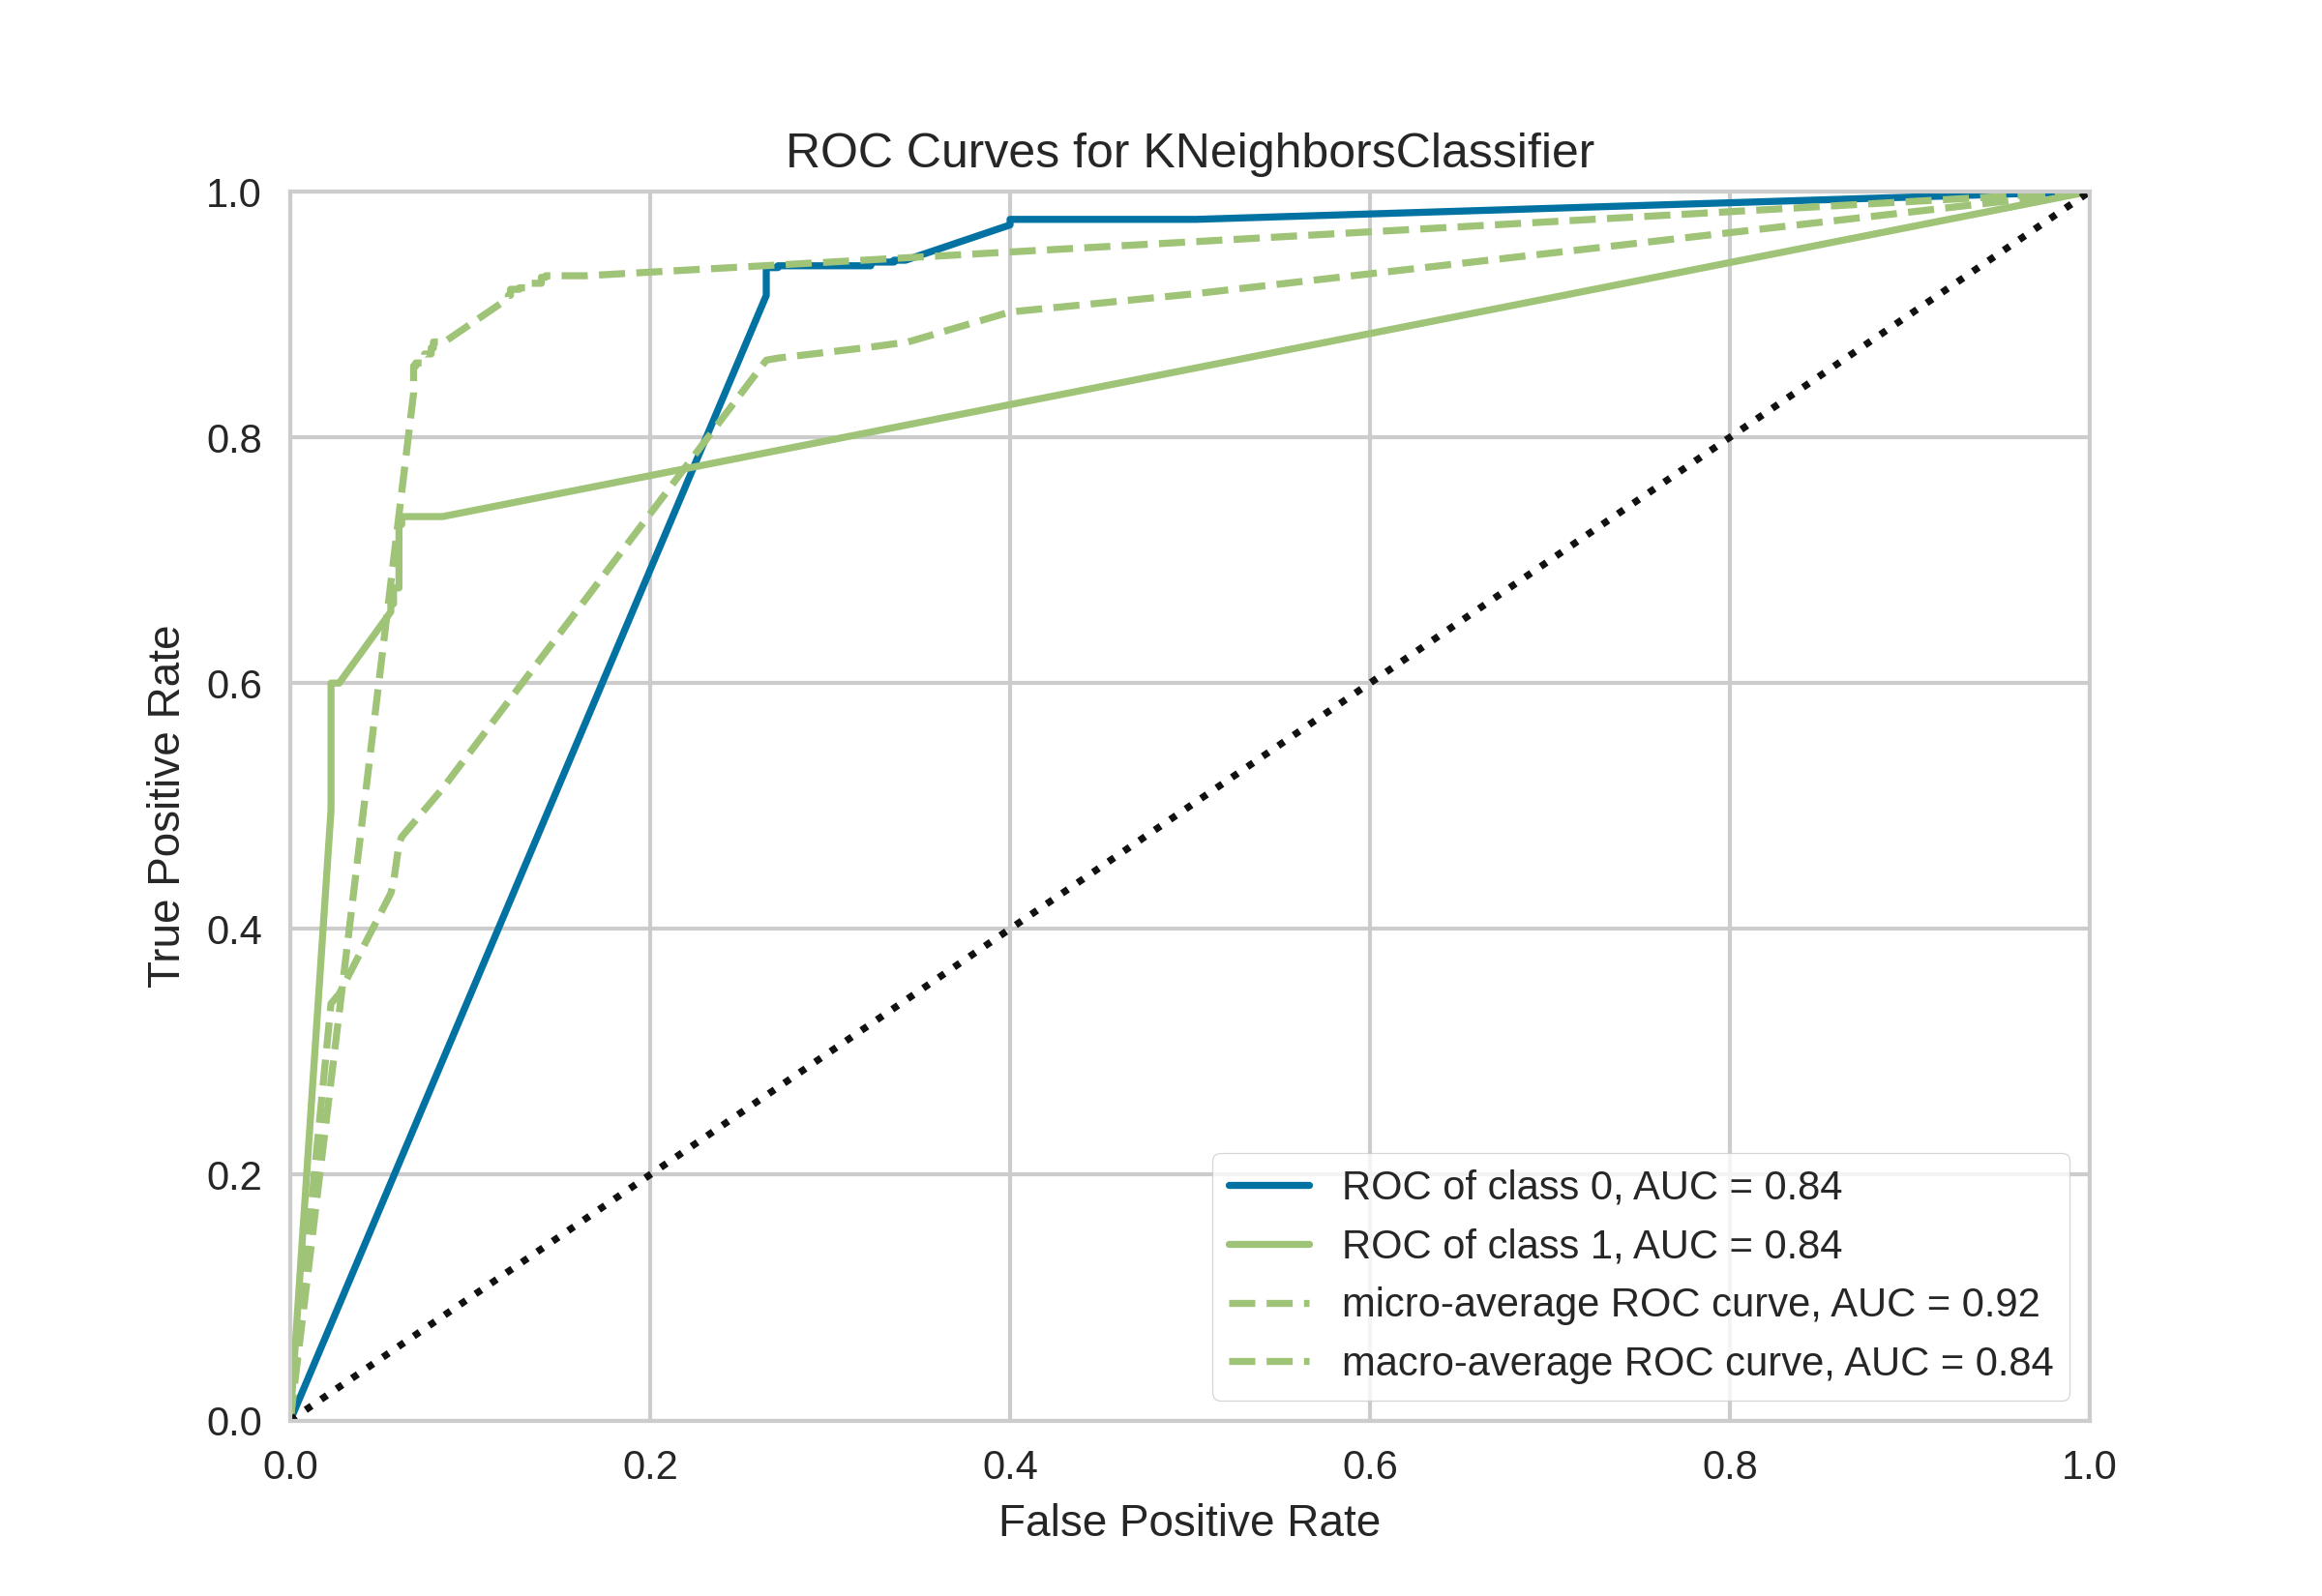 ROC Curves for KNeighborsClassifier
1.0
0.8
0.6
0.4
0.2
0.0
True Positive Rate
0.0 0.2 0.4 0.6 0.8 1.0
False Positive Rate
ROC of class 0, AUC = 0.84
ROC of class 1, AUC = 0.84
micro-average ROC curve, AUC = 0.92
macro-average ROC curve, AUC = 0.84